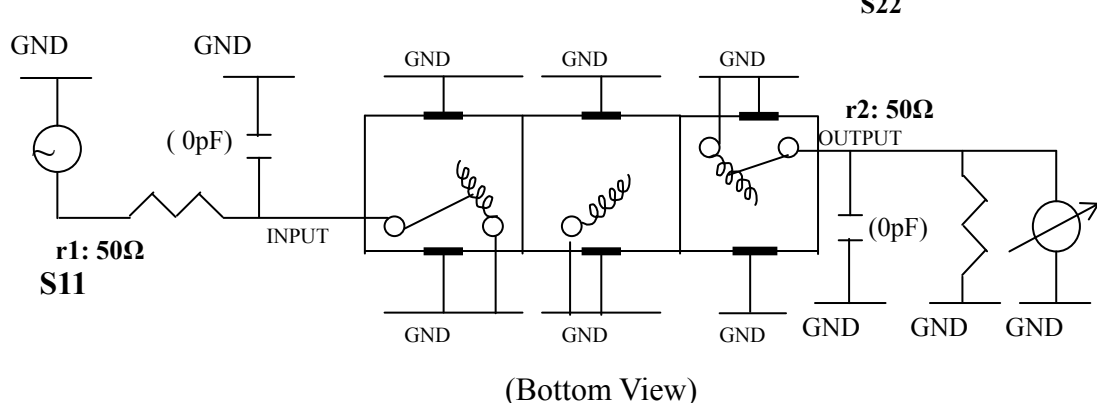 S22
GND
GND
GND
GND
GND
r2: 50Ω
( 0pF)
OUTPUT
INPUT
(0pF)
r1: 50Ω
S11
GND
GND
GND
GND
GND
GND
(Bottom View)